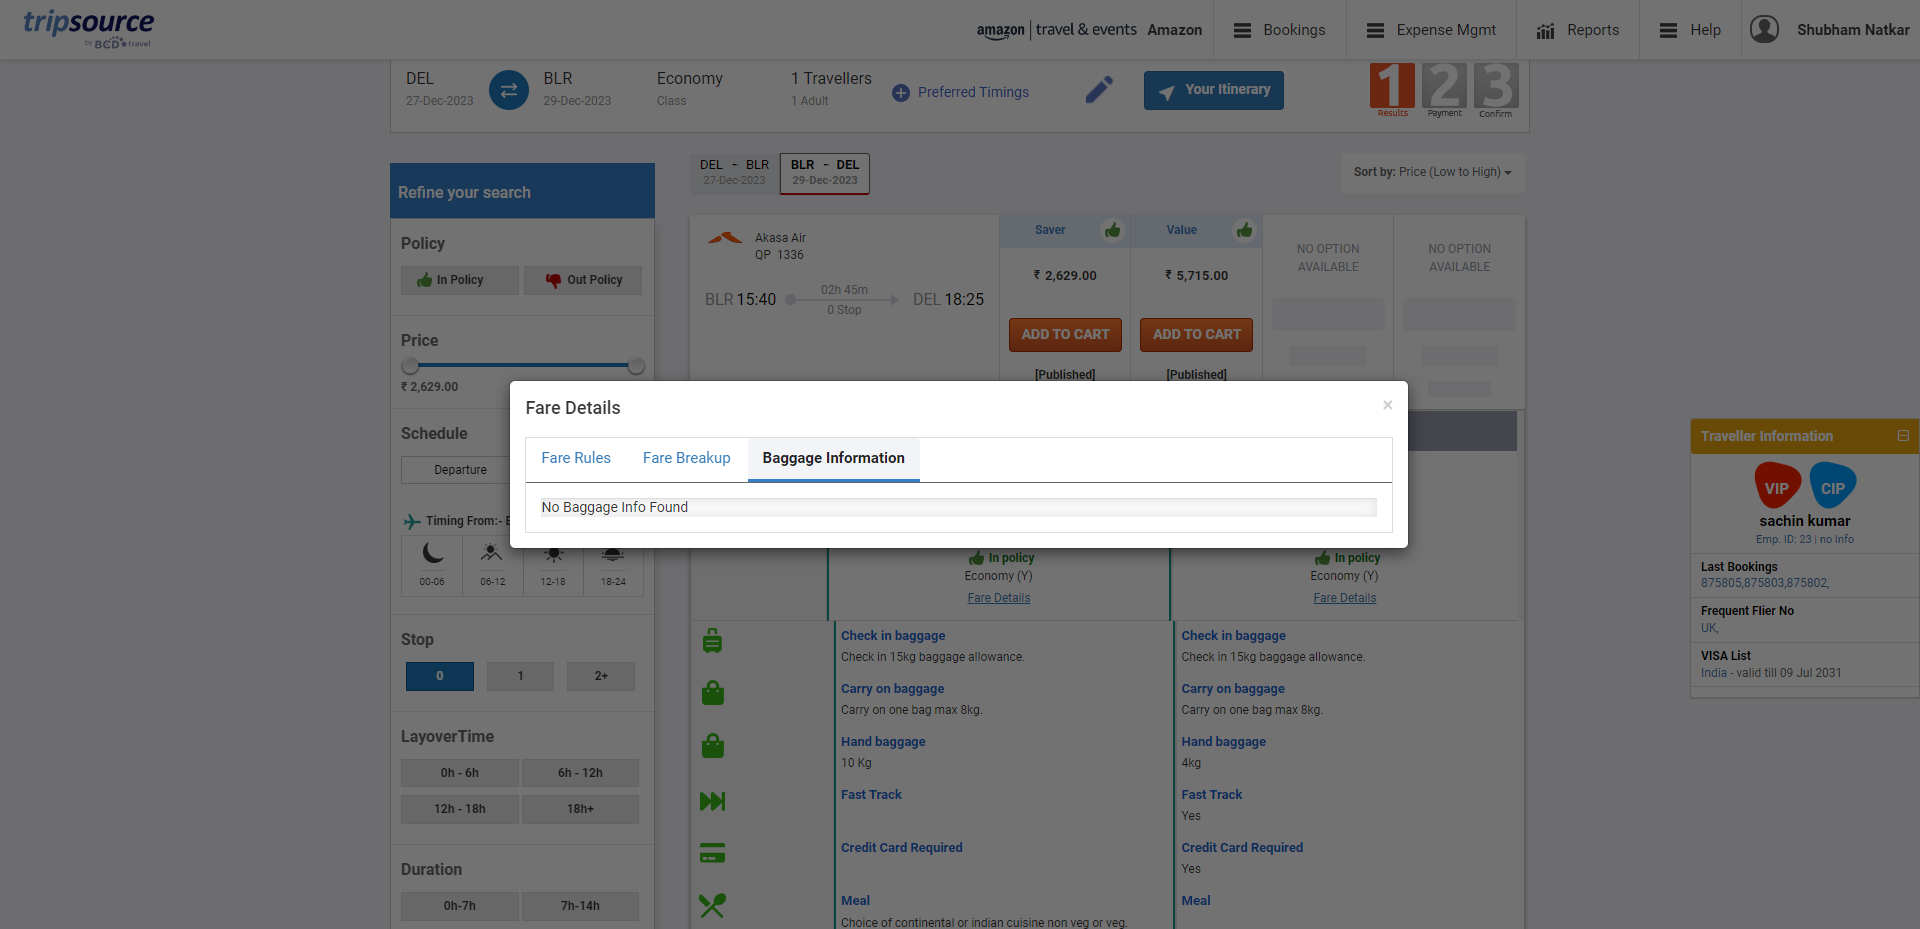 tripsource
by BCD travel
amazon | travel & events Amazon
Bookings
Expense Mgmt
Reports
Help
Shubham Natkar
DEL
27-Dec-2023
BLR
29-Dec-2023
Economy
Class
1 Travellers
1 Adult
Preferred Timings
Your Itinerary
1 2 3
Results Payment Confirm
DEL - BLR
27-Dec-2023
BLR - DEL
29-Dec-2023
Sort by: Price (Low to High)
Refine your search
Policy
In Policy
Out Policy
Price
₹ 2,629.00
Schedule
Departure
Timing From:-
00-06
06-12
12-18
18-24
Stop
0
1
2+
LayoverTime
0h - 6h
6h - 12h
12h - 18h
18h+
Duration
0h-7h
7h-14h
Akasa Air
QP 1336
BLR 15:40
02h 45m
0 Stop
DEL 18:25
Saver
₹ 2,629.00
ADD TO CART
[Published]
Value
₹ 5,715.00
ADD TO CART
[Published]
NO OPTION
AVAILABLE
NO OPTION
AVAILABLE
Fare Details
×
Fare Rules
Fare Breakup
Baggage Information
No Baggage Info Found
In policy
Economy (Y)
Fare Details
In policy
Economy (Y)
Fare Details
Check in baggage
Check in 15kg baggage allowance.
Check in baggage
Check in 15kg baggage allowance.
Carry on baggage
Carry on one bag max 8kg.
Carry on baggage
Carry on one bag max 8kg.
Hand baggage
10 Kg
Hand baggage
4kg
Fast Track
Fast Track
Yes
Credit Card Required
Credit Card Required
Yes
Meal
Choice of continental or indian cuisine non veg or veg.
Meal
Traveller Information
VIP
CIP
sachin kumar
Emp. ID: 23 | no Info
Last Bookings
875805,875803,875802,
Frequent Flier No
UK,
VISA List
India - valid till 09 Jul 2031